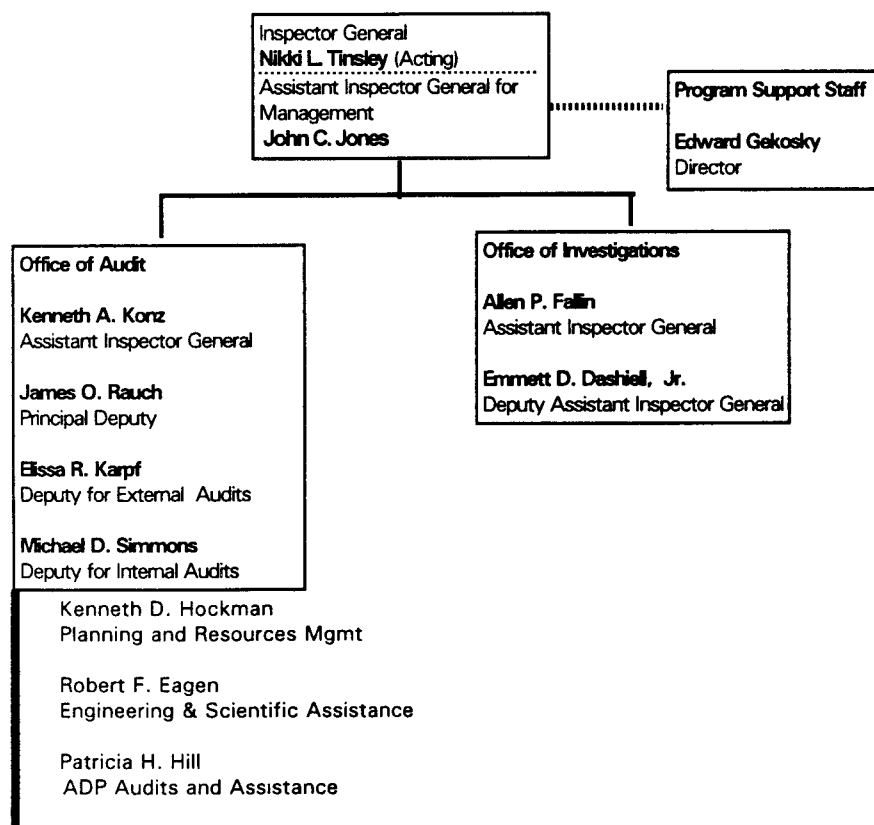 Inspector General
Nikki L. Tinsley (Acting)
Assistant Inspector General for
Management
John C. Jones
Program Support Staff
Edward Gekosky
Director
Office of Audit
Kenneth A. Konz
Assistant Inspector General
James O. Rauch
Principal Deputy
Elissa R. Karpf
Deputy for External Audits
Michael D. Simmons
Deputy for Internal Audits
Office of Investigations
Allen P. Fallin
Assistant Inspector General
Emmett D. Dashiell, Jr.
Deputy Assistant Inspector General
Kenneth D. Hockman
Planning and Resources Mgmt
Robert F. Eagen
Engineering & Scientific Assistance
Patricia H. Hill
ADP Audits and Assistance